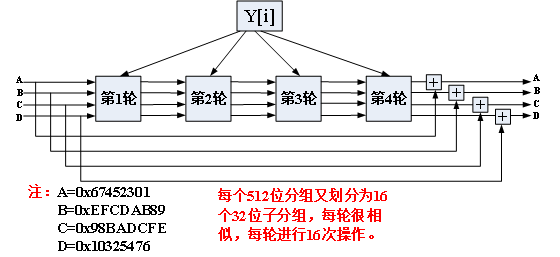 Y[i]
A
B
C
D
第1轮
第2轮
第3轮
第4轮
+
+
+
+
A
B
C
D
注：A=0x67452301
B=0xEFCDAB89
C=0x98BADCFE
D=0x10325476
每个512位分组又划分为16
个32位子分组，每轮很相
似，每轮进行16次操作。